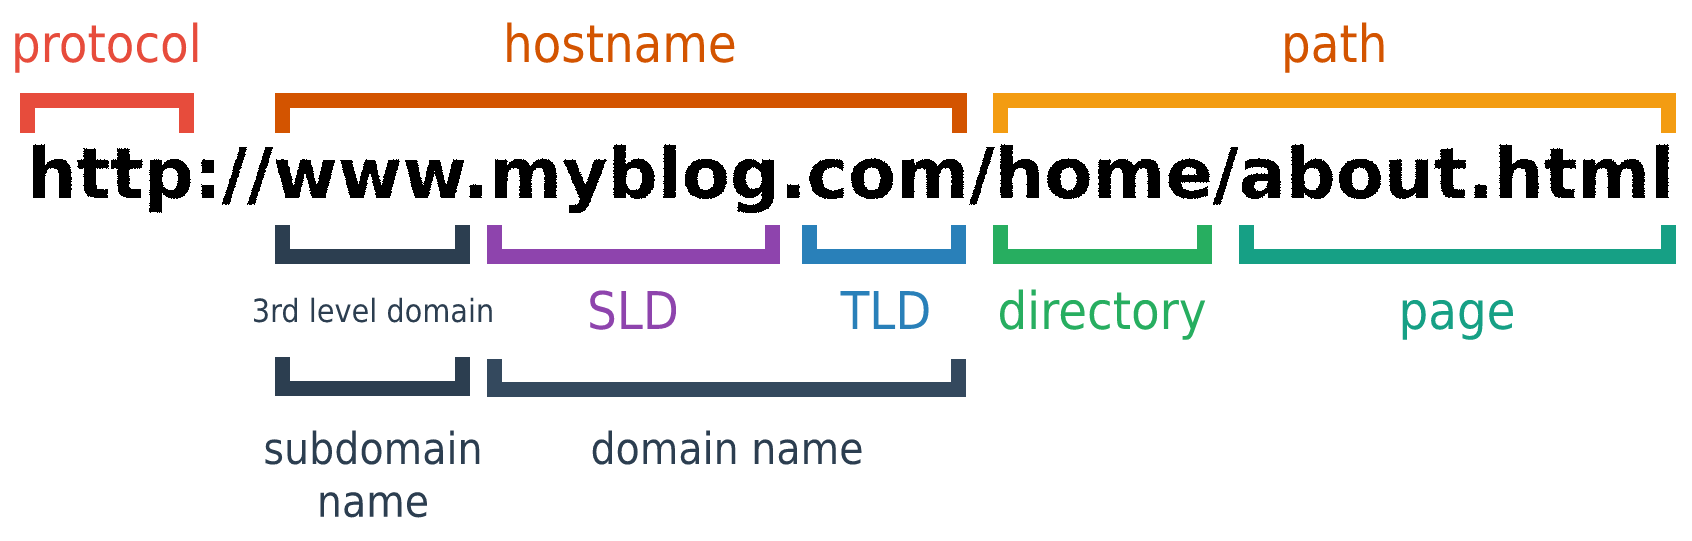 protocol hostname path
http://www.myblog.com/home/about.html
3rd level domain SLD TLD directory page
subdomain domain name
name